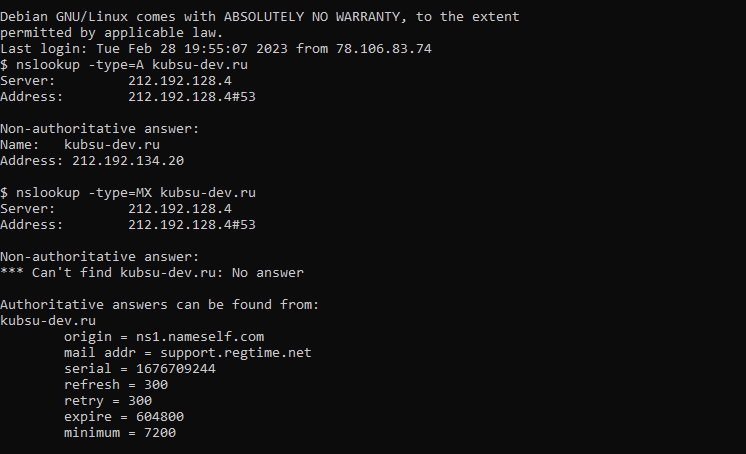 Debian GNU/Linux comes with ABSOLUTELY NO WARRANTY, to the extent
permitted by applicable law.
Last login: Tue Feb 28 19:55:07 2023 from 78.106.83.74
$ nslookup -type=A kubsu-dev.ru
Server:         212.192.128.4
Address:        212.192.128.4#53

Non-authoritative answer:
Name:   kubsu-dev.ru
Address: 212.192.134.20

$ nslookup -type=MX kubsu-dev.ru
Server:         212.192.128.4
Address:        212.192.128.4#53

Non-authoritative answer:
*** Can't find kubsu-dev.ru: No answer

Authoritative answers can be found from:
kubsu-dev.ru
        origin = ns1.nameself.com
        mail addr = support.regtime.net
        serial = 1676709244
        refresh = 300
        retry = 300
        expire = 604800
        minimum = 7200